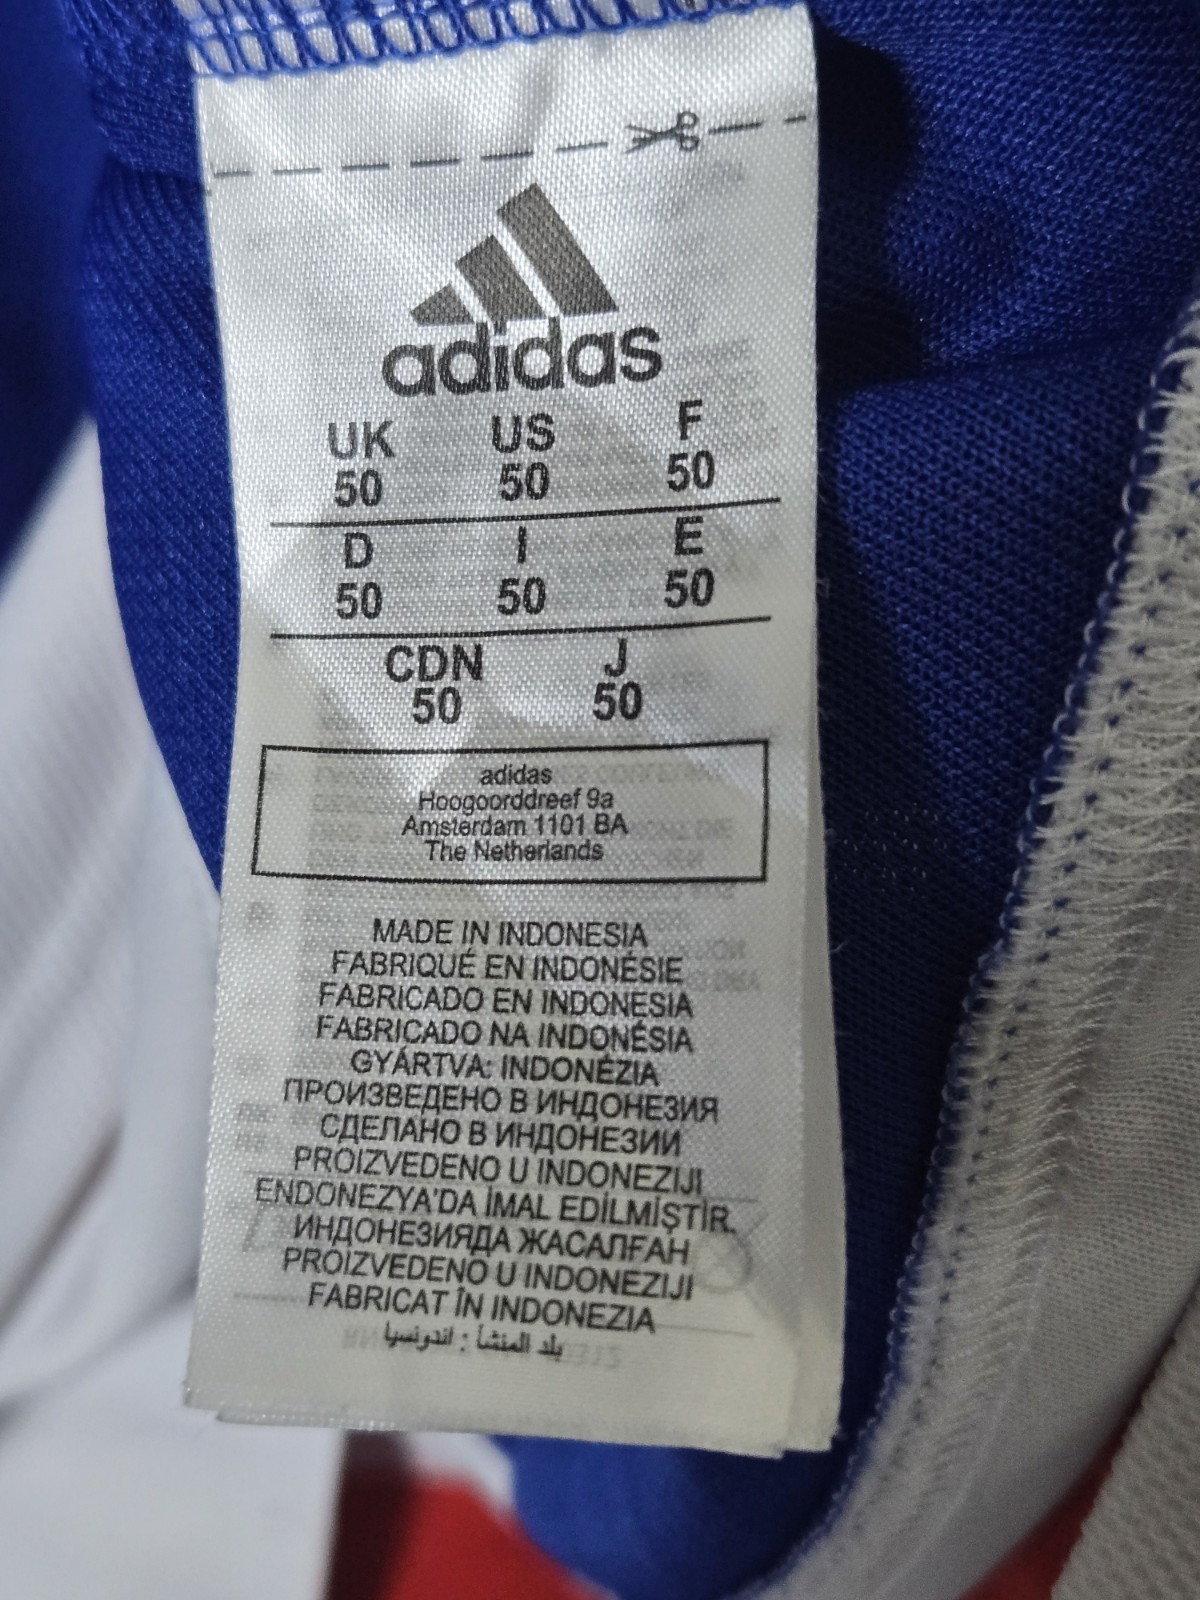 adidas
UK US F
50 50 50
D I E
50 50 50
CDN J
50 50
adidas
Hoogoorddreef 9a
Amsterdam 1101 BA
The Netherlands
MADE IN INDONESIA
FABRIQUÉ EN INDONÉSIE
FABRICADO EN INDONESIA
FABRICADO NA INDONÉSIA
GYÁRTVA: INDONÉZIA
ПРОИЗВЕДЕНО В ИНДОНЕЗИЯ
СДЕЛАНО В ИНДОНЕЗИИ
PROIZVEDENO U INDONEZIJI
ENDONEZYA'DA İMAL EDİLMİŞTİR.
ИНДОНЕЗИЯДА ЖАСАЛҒАН
PROIZVEDENO U INDONEZIJI
FABRICAT ÎN INDONEZIA
بلد المنشأ : اندونسيا